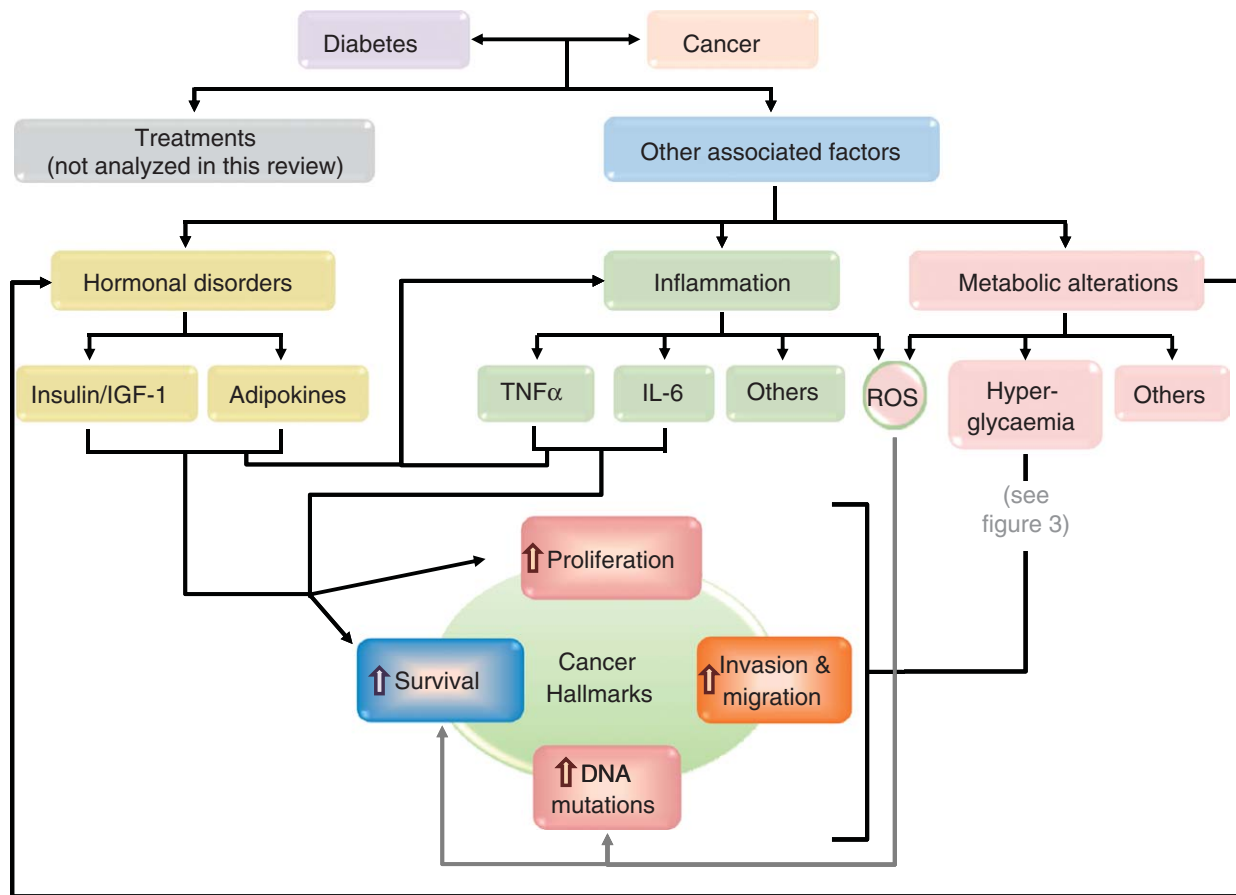 Diabetes
Cancer
Treatments
(not analyzed in this review)
Other associated factors
Hormonal disorders
Inflammation
Metabolic alterations
Insulin/IGF-1
Adipokines
TNFα
IL-6
Others
ROS
Hyper-
glycaemia
Others
(see
figure 3)
Proliferation
Survival
Cancer
Hallmarks
Invasion &
migration
DNA
mutations